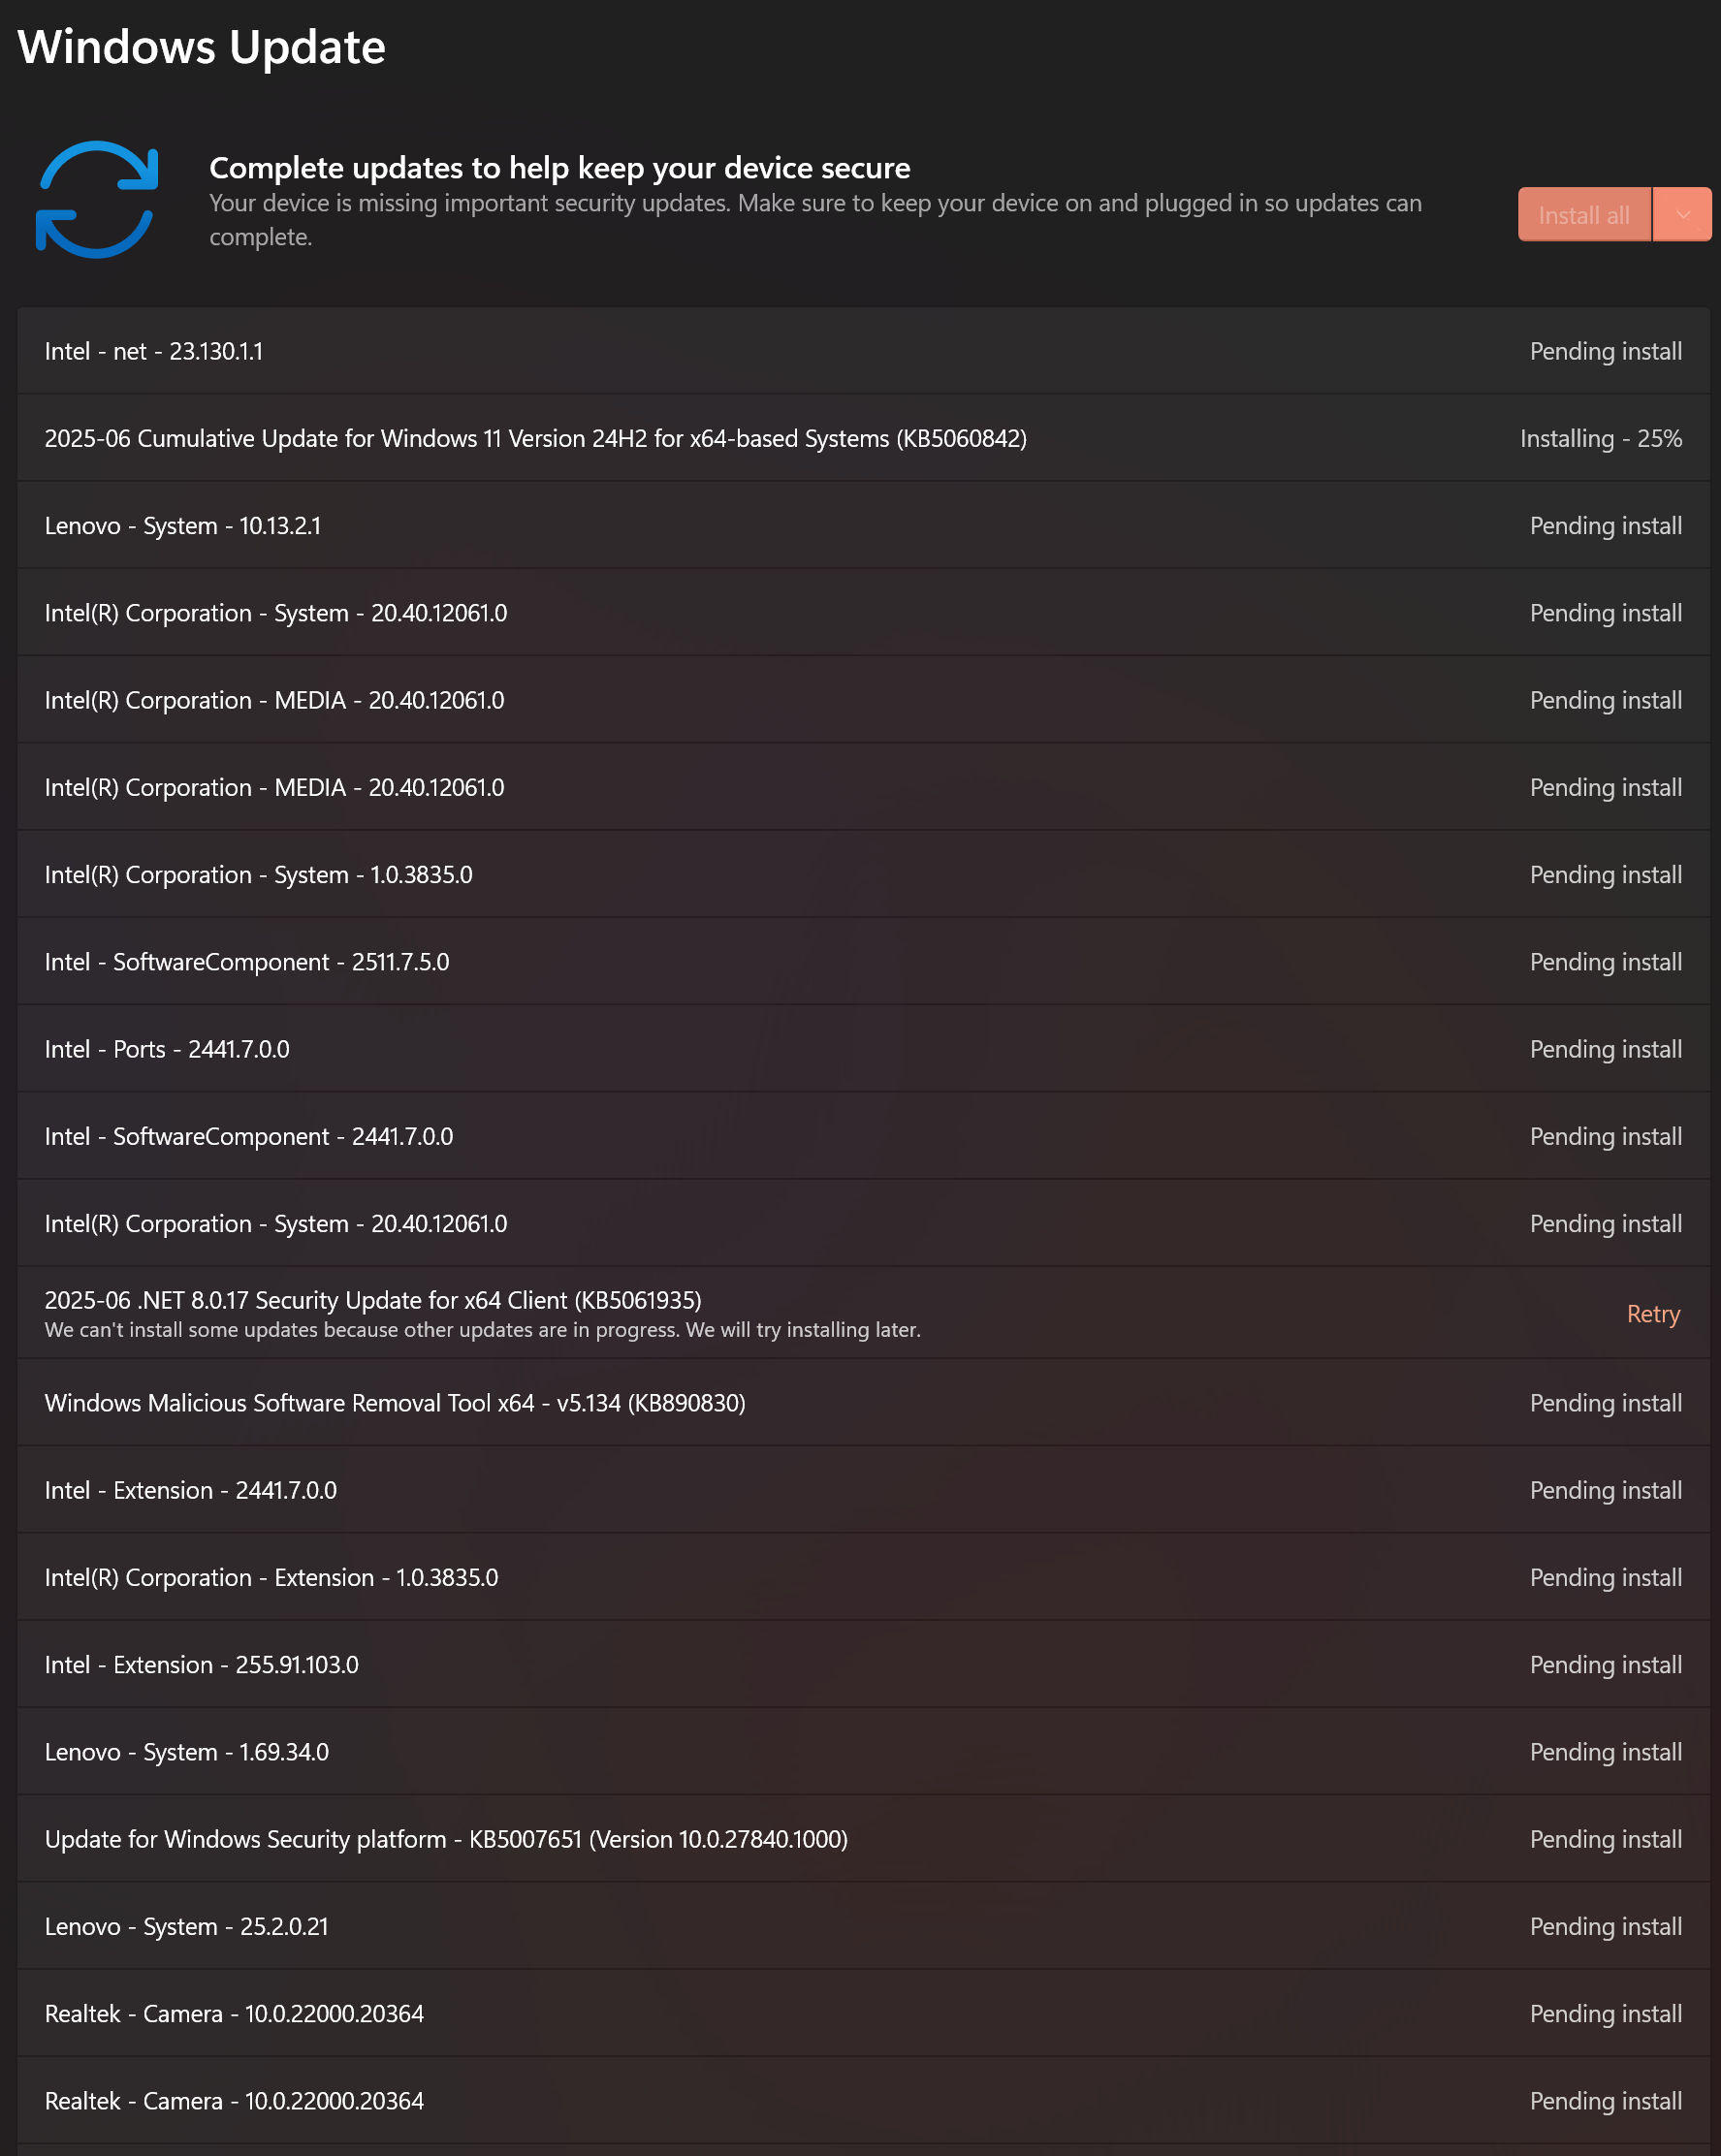 Windows Update
Complete updates to help keep your device secure
Your device is missing important security updates. Make sure to keep your device on and plugged in so updates can
complete.
Install all
Intel - net - 23.130.1.1
Pending install
2025-06 Cumulative Update for Windows 11 Version 24H2 for x64-based Systems (KB5060842)
Installing - 25%
Lenovo - System - 10.13.2.1
Pending install
Intel(R) Corporation - System - 20.40.12061.0
Pending install
Intel(R) Corporation - MEDIA - 20.40.12061.0
Pending install
Intel(R) Corporation - MEDIA - 20.40.12061.0
Pending install
Intel(R) Corporation - System - 1.0.3835.0
Pending install
Intel - SoftwareComponent - 2511.7.5.0
Pending install
Intel - Ports - 2441.7.0.0
Pending install
Intel - SoftwareComponent - 2441.7.0.0
Pending install
Intel(R) Corporation - System - 20.40.12061.0
Pending install
2025-06 .NET 8.0.17 Security Update for x64 Client (KB5061935)
We can't install some updates because other updates are in progress. We will try installing later.
Retry
Windows Malicious Software Removal Tool x64 - v5.134 (KB890830)
Pending install
Intel - Extension - 2441.7.0.0
Pending install
Intel(R) Corporation - Extension - 1.0.3835.0
Pending install
Intel - Extension - 255.91.103.0
Pending install
Lenovo - System - 1.69.34.0
Pending install
Update for Windows Security platform - KB5007651 (Version 10.0.27840.1000)
Pending install
Lenovo - System - 25.2.0.21
Pending install
Realtek - Camera - 10.0.22000.20364
Pending install
Realtek - Camera - 10.0.22000.20364
Pending install